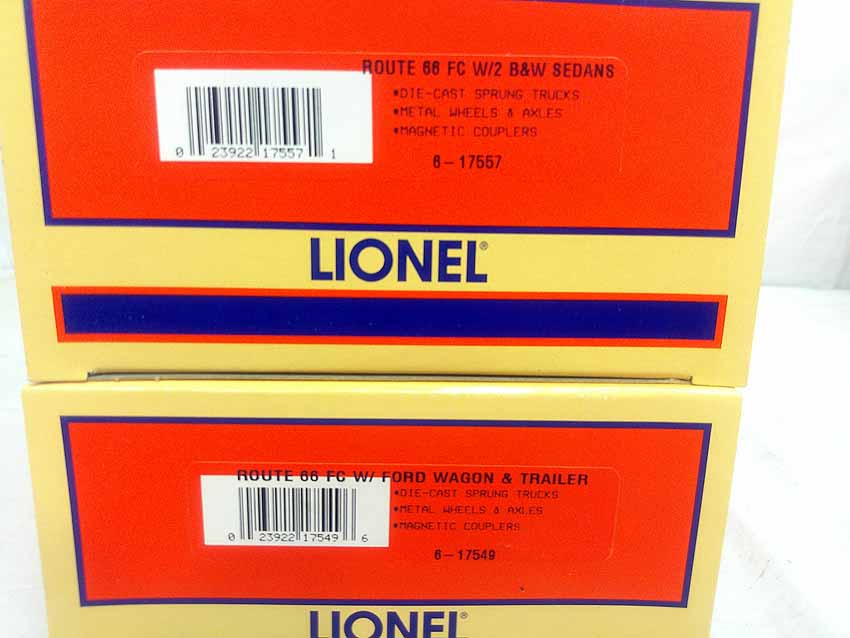 ROUTE 66 FC W/2 B&W SEDANS
*DIE-CAST SPRUNG TRUCKS
*METAL WHEELS & AXLES
*MAGNETIC COUPLERS
0 23922 17557 1
6-17557
LIONEL®
ROUTE 66 FC W/ FORD WAGON & TRAILER
*DIE-CAST SPRUNG TRUCKS
*METAL WHEELS & AXLES
*MAGNETIC COUPLERS
0 23922 17549 6
6-17549
LIONEL®